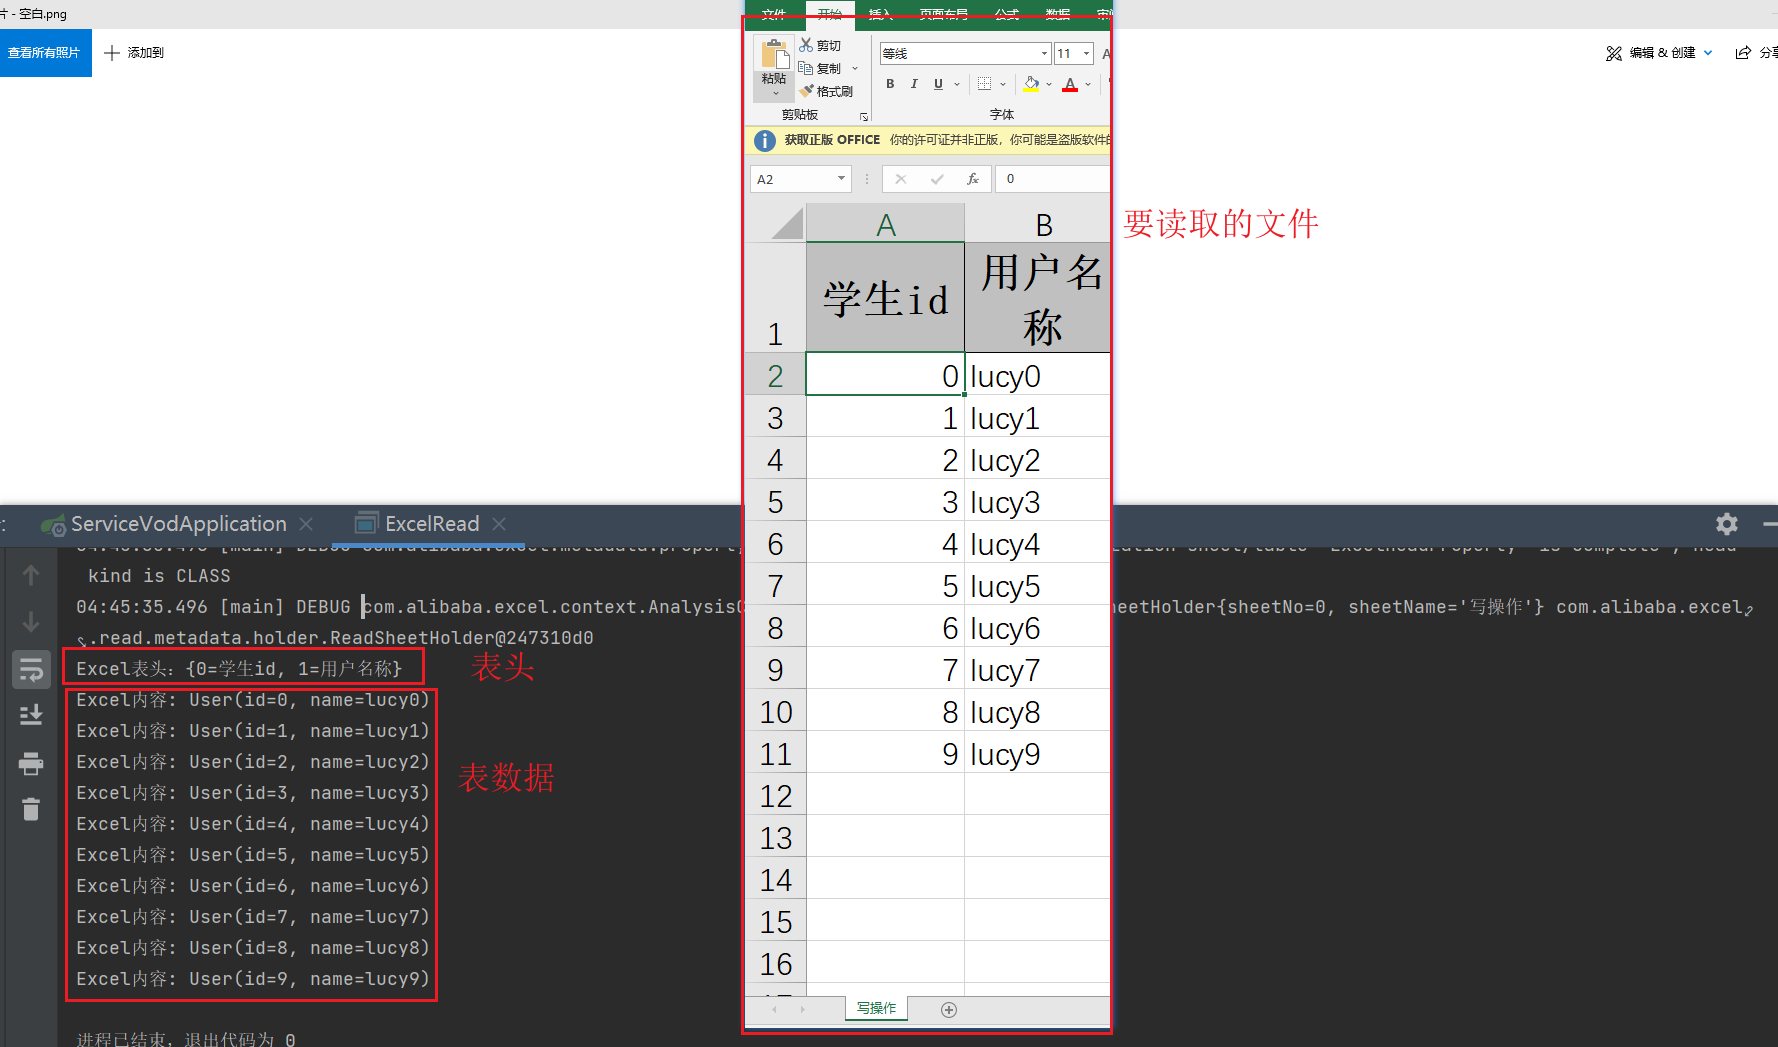 片 - 空白.png
查看所有照片
添加到
编辑 & 创建
分享
文件 开始 插入 页面布局 公式 数据
剪切
复制
格式刷
粘贴
剪贴板
等线 11
B I U A
字体
获取正版 OFFICE 你的许可证并非正版，你可能是盗版软件的
A2 fx 0
A B
1 学生id 用户名称
2 0 lucy0
3 1 lucy1
4 2 lucy2
5 3 lucy3
6 4 lucy4
7 5 lucy5
8 6 lucy6
9 7 lucy7
10 8 lucy8
11 9 lucy9
12
13
14
15
16
写操作
要读取的文件
ServiceVodApplication ExcelRead
kind is CLASS
04:45:35.496 [main] DEBUG com.alibaba.excel.context.Analysis eetHolder{sheetNo=0, sheetName='写操作'} com.alibaba.excel
.read.metadata.holder.ReadSheetHolder@247310d0
Excel表头：{0=学生id, 1=用户名称}
表头
Excel内容: User(id=0, name=lucy0)
Excel内容: User(id=1, name=lucy1)
Excel内容: User(id=2, name=lucy2)
Excel内容: User(id=3, name=lucy3)
Excel内容: User(id=4, name=lucy4)
Excel内容: User(id=5, name=lucy5)
Excel内容: User(id=6, name=lucy6)
Excel内容: User(id=7, name=lucy7)
Excel内容: User(id=8, name=lucy8)
Excel内容: User(id=9, name=lucy9)
表数据
进程已结束，退出代码为 0